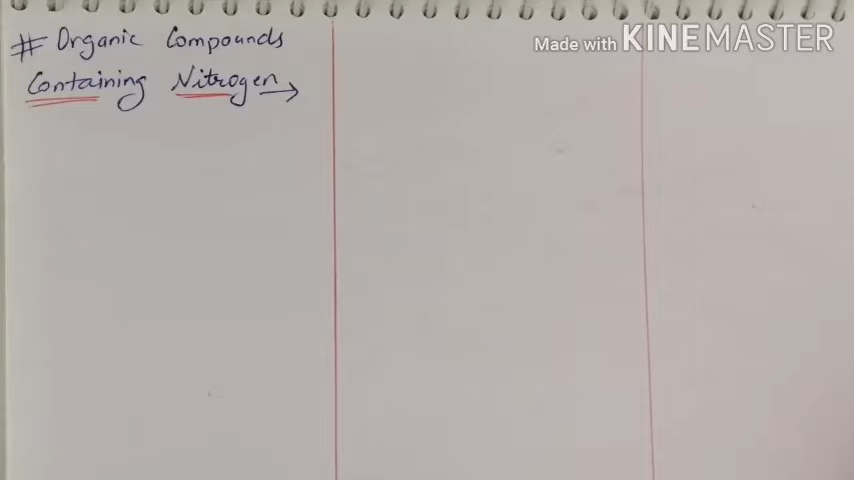 # Organic Compounds
Containing Nitrogen →
Made with KINEMASTER